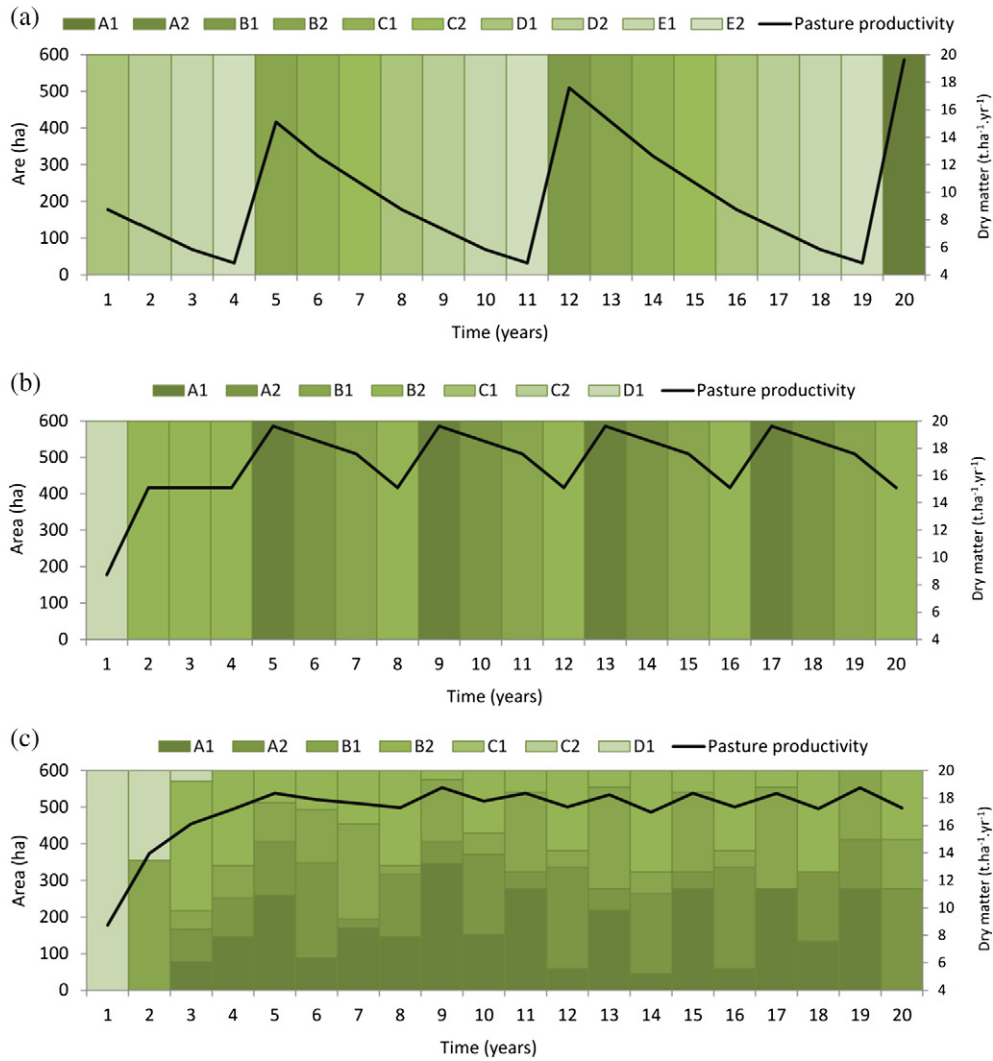 (a)
A1 A2 B1 B2 C1 C2 D1 D2 E1 E2 Pasture productivity
600 500 400 300 200 100 0
Are (ha)
20 18 16 14 12 10 8 6 4
Dry matter (t.ha⁻¹.yr⁻¹)
1 2 3 4 5 6 7 8 9 10 11 12 13 14 15 16 17 18 19 20
Time (years)
(b)
A1 A2 B1 B2 C1 C2 D1 Pasture productivity
600 500 400 300 200 100 0
Area (ha)
20 18 16 14 12 10 8 6 4
Dry matter (t.ha⁻¹.yr⁻¹)
1 2 3 4 5 6 7 8 9 10 11 12 13 14 15 16 17 18 19 20
Time (years)
(c)
A1 A2 B1 B2 C1 C2 D1 Pasture productivity
600 500 400 300 200 100 0
Area (ha)
20 18 16 14 12 10 8 6 4
Dry matter (t.ha⁻¹.yr⁻¹)
1 2 3 4 5 6 7 8 9 10 11 12 13 14 15 16 17 18 19 20
Time (years)